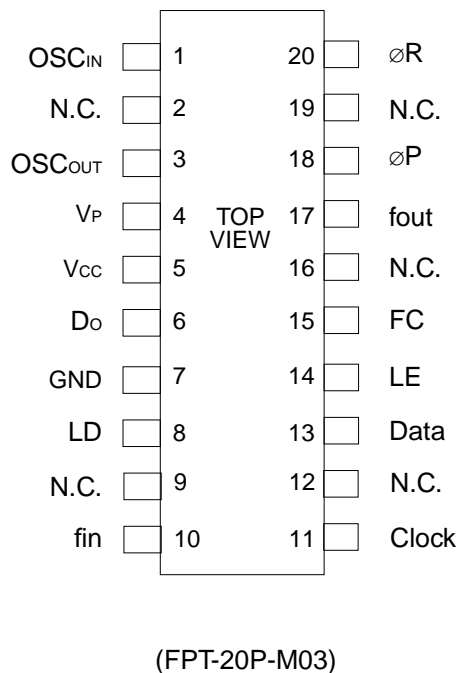 OSCIN 1 20 øR
N.C. 2 19 N.C.
OSCOUT 3 18 øP
VP 4 TOP VIEW 17 fout
VCC 5 16 N.C.
DO 6 15 FC
GND 7 14 LE
LD 8 13 Data
N.C. 9 12 N.C.
fin 10 11 Clock
(FPT-20P-M03)